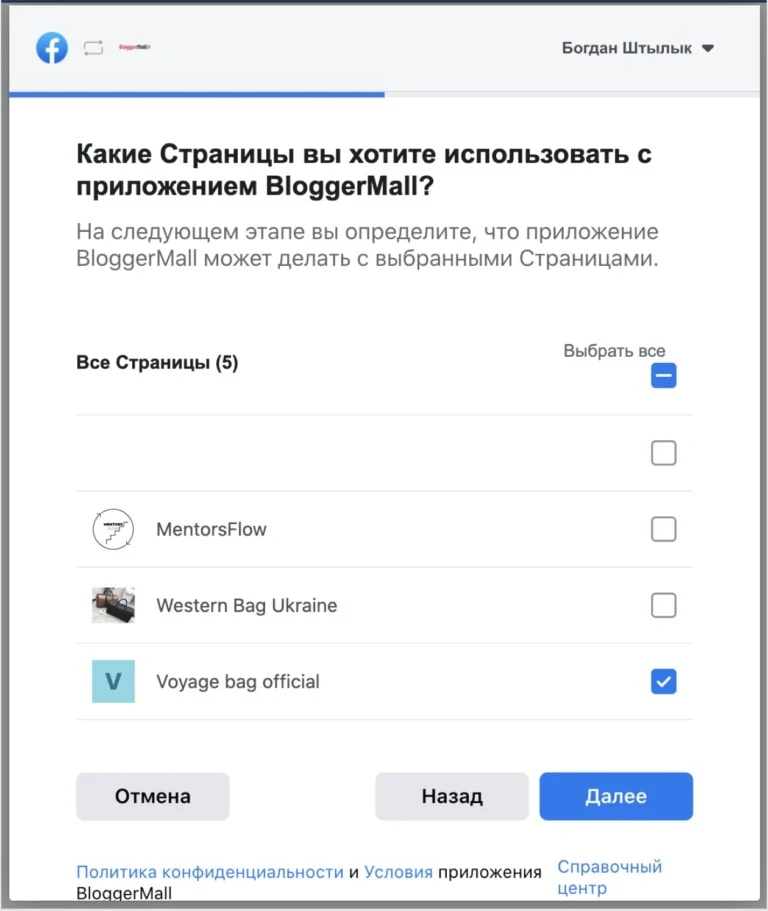 BloggerMall
Богдан Штылык
Какие Страницы вы хотите использовать с
приложением BloggerMall?
На следующем этапе вы определите, что приложение
BloggerMall может делать с выбранными Страницами.
Выбрать все
Все Страницы (5)
MentorsFlow
Western Bag Ukraine
V
Voyage bag official
Отмена
Назад
Далее
Политика конфиденциальности и Условия приложения
BloggerMall
Справочный
центр